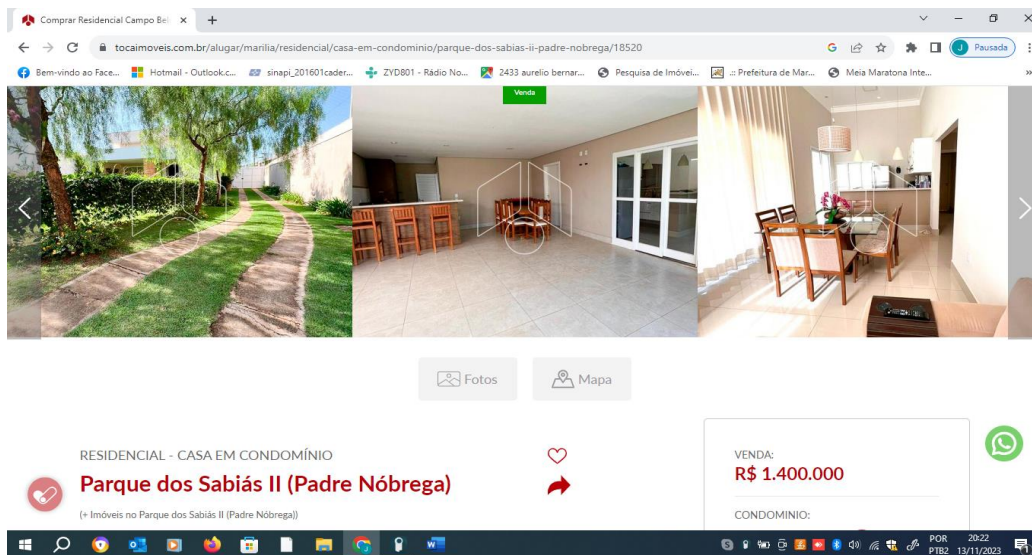 Comprar Residencial Campo Bel
tocaimoveis.com.br/alugar/marilia/residencial/casa-em-condominio/parque-dos-sabias-ii-padre-nobrega/18520
J Pausada
Bem-vindo ao Face... Hotmail - Outlook.c... sinapi_201601cader... ZYD801 - Rádio No... 2433 aurelio bernar... Pesquisa de Imóvei... .:: Prefeitura de Mar... Meia Maratona Inte... »
Venda
Fotos Mapa
RESIDENCIAL - CASA EM CONDOMÍNIO
Parque dos Sabiás II (Padre Nóbrega)
(+ Imóveis no Parque dos Sabiás II (Padre Nóbrega))
VENDA:
R$ 1.400.000
CONDOMINIO:
POR 20:22
PTB2 13/11/2023